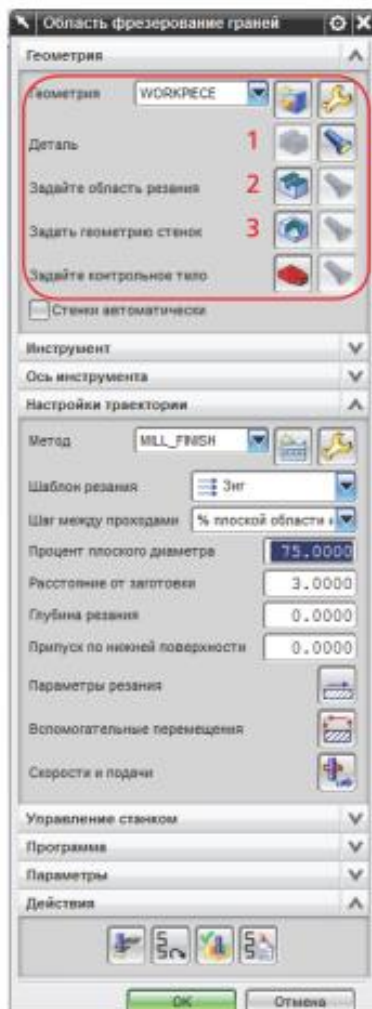 Область фрезерование граней
Геометрия
Геометрия WORKPIECE
Деталь 1
Задайте область резания 2
Задать геометрию стенок 3
Задайте контрольное тело
Стенки автоматически
Инструмент
Ось инструмента
Настройки траектории
Метод MILL_FINISH
Шаблон резания Зиг
Шаг между проходами % плоской области
Процент плоского диаметра 75.0000
Расстояние от заготовки 3.0000
Глубина резания 0.0000
Припуск по нижней поверхности 0.0000
Параметры резания
Вспомогательные перемещения
Скорости и подачи
Управление станком
Программа
Параметры
Действия
OK Отмена